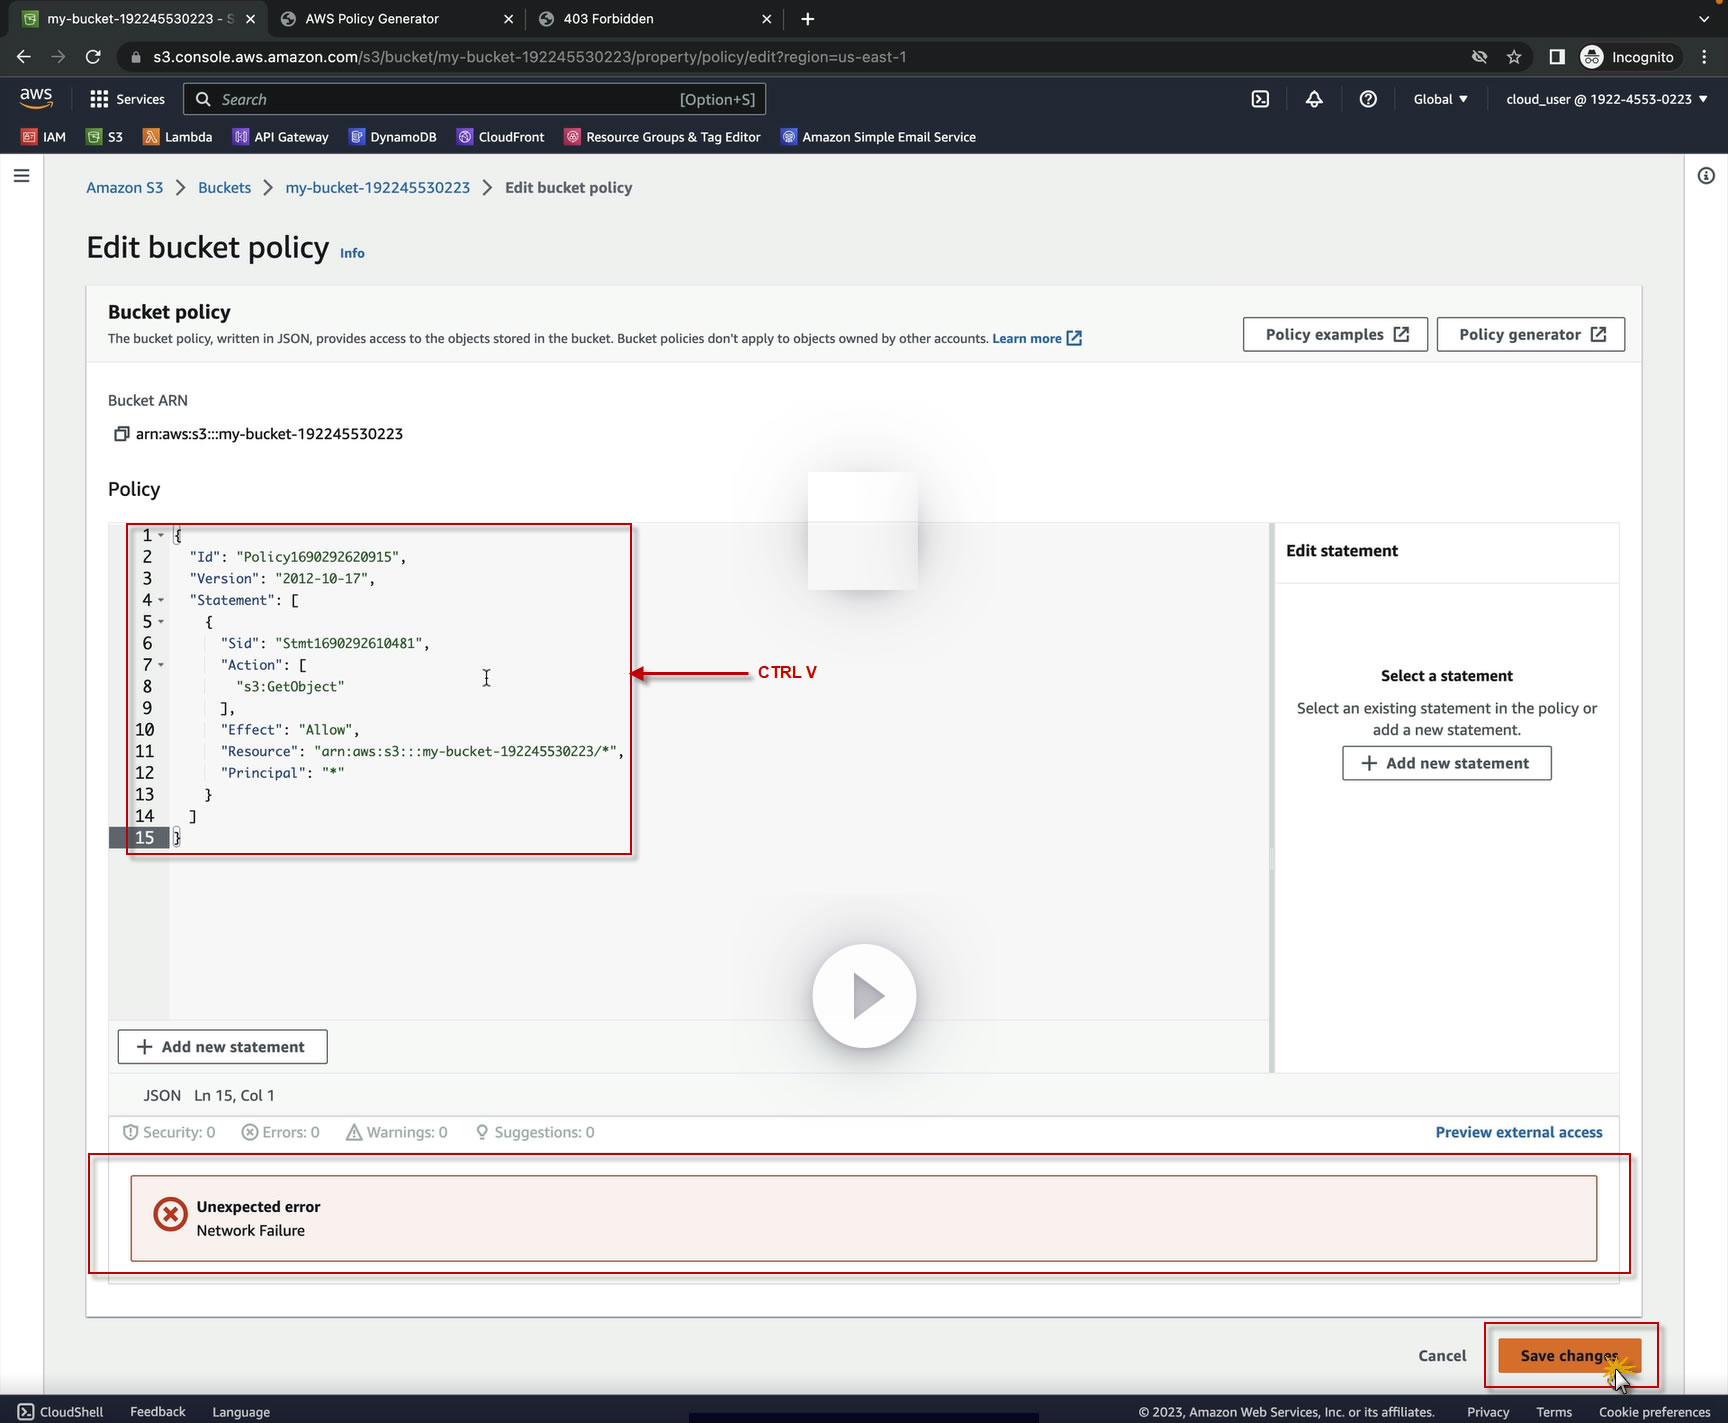 my-bucket-192245530223 - S
AWS Policy Generator
403 Forbidden
s3.console.aws.amazon.com/s3/bucket/my-bucket-192245530223/property/policy/edit?region=us-east-1
Incognito
aws
Services
Search
[Option+S]
Global
cloud_user @ 1922-4553-0223
IAM
S3
Lambda
API Gateway
DynamoDB
CloudFront
Resource Groups & Tag Editor
Amazon Simple Email Service
Amazon S3
Buckets
my-bucket-192245530223
Edit bucket policy
Edit bucket policy
Info
Bucket policy
The bucket policy, written in JSON, provides access to the objects stored in the bucket. Bucket policies don't apply to objects owned by other accounts. Learn more
Policy examples
Policy generator
Bucket ARN
arn:aws:s3:::my-bucket-192245530223
Policy
1 {
2 "Id": "Policy1690292620915",
3 "Version": "2012-10-17",
4 "Statement": [
5 {
6 "Sid": "Stmt1690292610481",
7 "Action": [
8 "s3:GetObject"
9 ],
10 "Effect": "Allow",
11 "Resource": "arn:aws:s3:::my-bucket-192245530223/*",
12 "Principal": "*"
13 }
14 ]
15 }
CTRL V
Edit statement
Select a statement
Select an existing statement in the policy or
add a new statement.
+ Add new statement
+ Add new statement
JSON Ln 15, Col 1
Security: 0
Errors: 0
Warnings: 0
Suggestions: 0
Preview external access
Unexpected error
Network Failure
Cancel
Save changes
CloudShell
Feedback
Language
© 2023, Amazon Web Services, Inc. or its affiliates.
Privacy
Terms
Cookie preferences